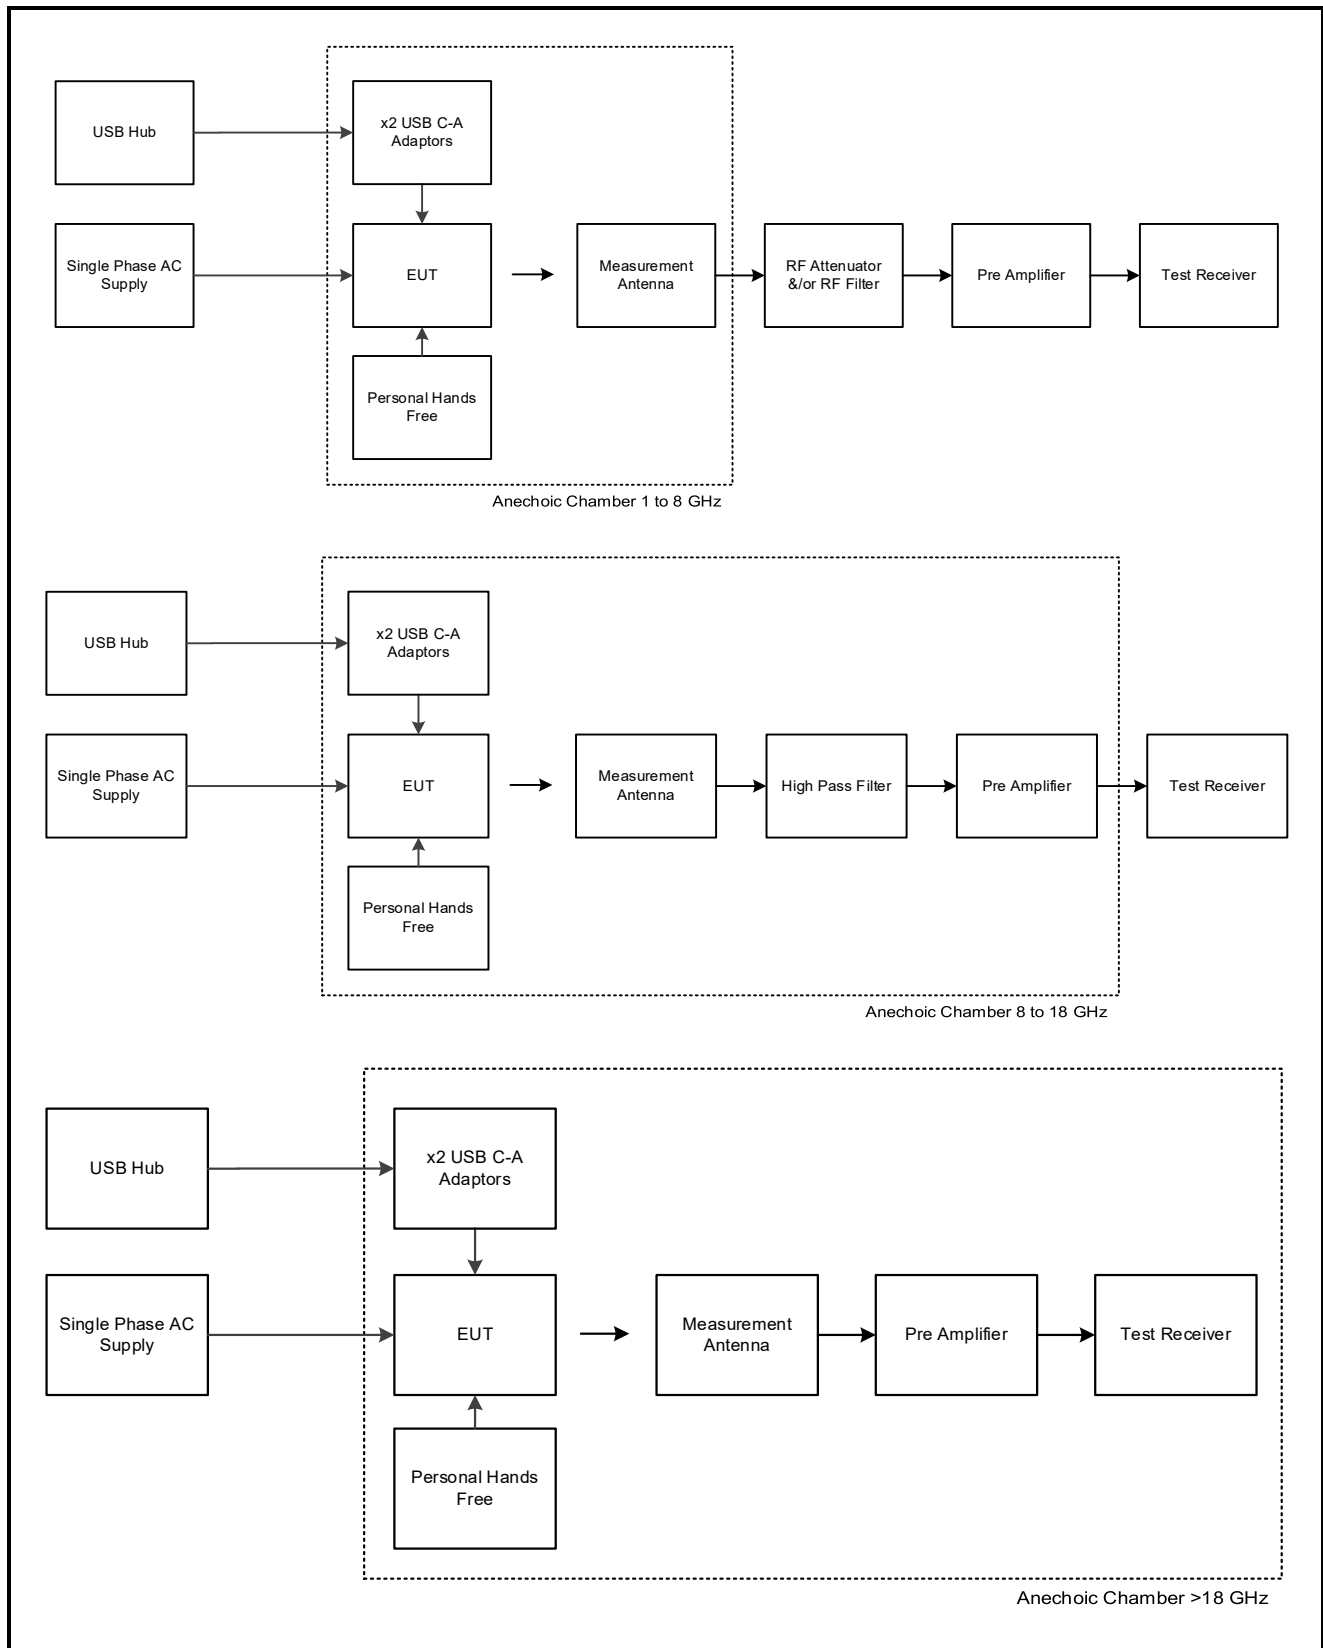 USB Hub
x2 USB C-A
Adaptors
Single Phase AC
Supply
EUT
Measurement
Antenna
RF Attenuator
&/or RF Filter
Pre Amplifier
Test Receiver
Personal Hands
Free
Anechoic Chamber 1 to 8 GHz
USB Hub
x2 USB C-A
Adaptors
Single Phase AC
Supply
EUT
Measurement
Antenna
High Pass Filter
Pre Amplifier
Test Receiver
Personal Hands
Free
Anechoic Chamber 8 to 18 GHz
USB Hub
x2 USB C-A
Adaptors
Single Phase AC
Supply
EUT
Measurement
Antenna
Pre Amplifier
Test Receiver
Personal Hands
Free
Anechoic Chamber >18 GHz